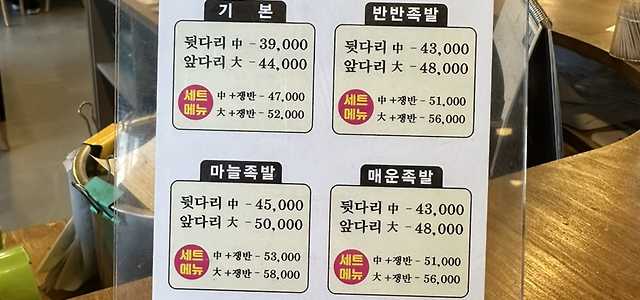 기 본
뒷다리 中 - 39,000
앞다리 大 - 44,000
세트 메뉴
中 +쟁반 - 47,000
大 +쟁반 - 52,000
반반족발
뒷다리 中 - 43,000
앞다리 大 - 48,000
세트 메뉴
中 +쟁반 - 51,000
大 +쟁반 - 56,000
마늘족발
뒷다리 中 - 45,000
앞다리 大 - 50,000
세트 메뉴
中 +쟁반 - 53,000
大 +쟁반 - 58,000
매운족발
뒷다리 中 - 43,000
앞다리 大 - 48,000
세트 메뉴
中 +쟁반 - 51,000
大 +쟁반 - 56,000